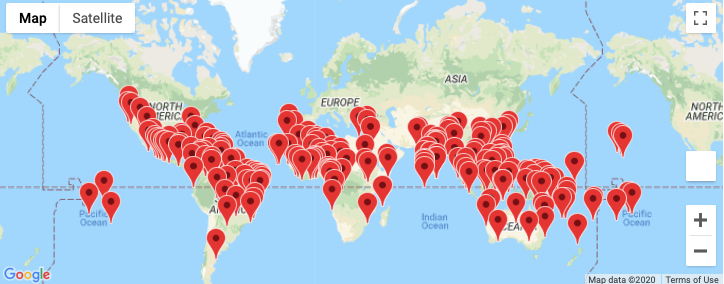 Map Satellite
ASIA
NORTH
AMERICA
NORTH
AMERICA
EUROPE
Atlantic
Ocean
Indian
Ocean
Pacific
Ocean
Pacific
Ocean
Google
Map data ©2020 Terms of Use